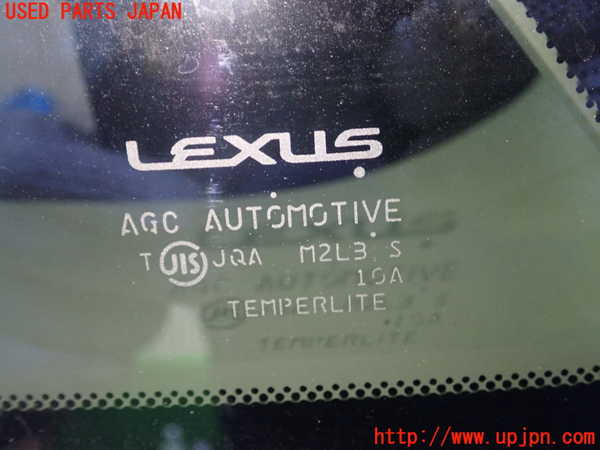 USED PARTS JAPAN
LEXUS
AGC AUTOMOTIVE
T JIS JQA M2L3 S
10A
TEMPERLITE
http://www.upjpn.com/